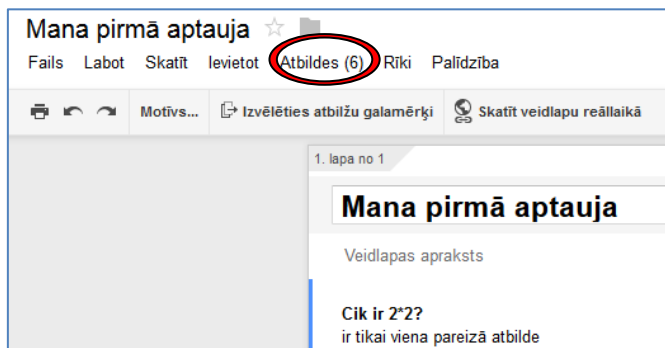 Mana pirmā aptauja
Fails Labot Skatīt Ievietot Atbildes (6) Rīki Palīdzība
Motīvs... Izvēlēties atbilžu galamērķi Skatīt veidlapu reāllaikā
1. lapa no 1
Mana pirmā aptauja
Veidlapas apraksts
Cik ir 2*2?
ir tikai viena pareizā atbilde